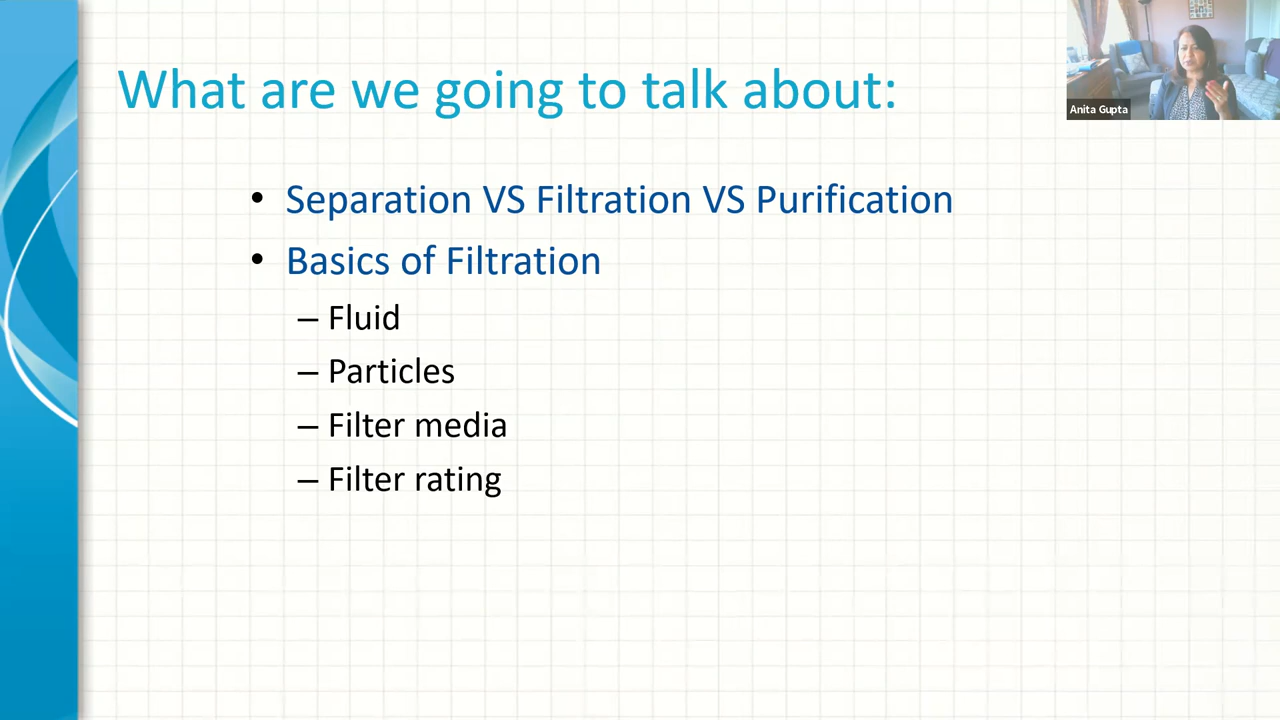 What are we going to talk about:
Anita Gupta
• Separation VS Filtration VS Purification
• Basics of Filtration
– Fluid
– Particles
– Filter media
– Filter rating